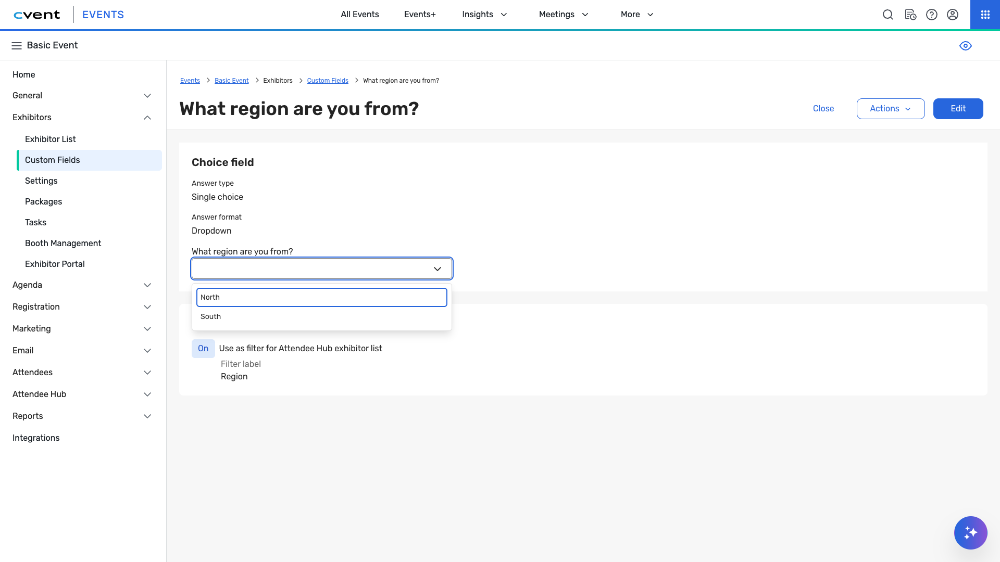 cvent EVENTS All Events Events+ Insights Meetings More
Basic Event
Home
General
Exhibitors
Exhibitor List
Custom Fields
Settings
Packages
Tasks
Booth Management
Exhibitor Portal
Agenda
Registration
Marketing
Email
Attendees
Attendee Hub
Reports
Integrations
Events Basic Event Exhibitors Custom Fields What region are you from?
What region are you from?
Close Actions Edit
Choice field
Answer type
Single choice
Answer format
Dropdown
What region are you from?
North
South
On Use as filter for Attendee Hub exhibitor list
Filter label
Region